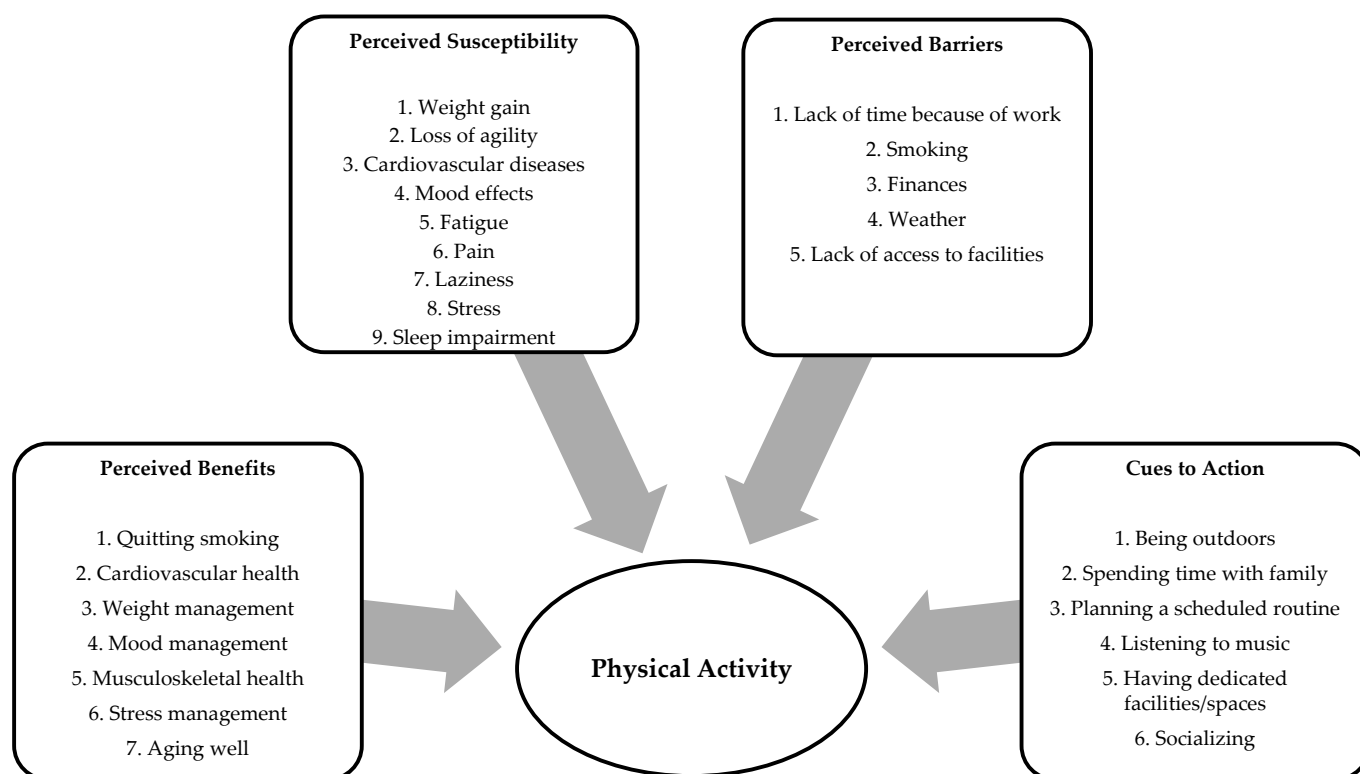 Perceived Susceptibility
1. Weight gain
2. Loss of agility
3. Cardiovascular diseases
4. Mood effects
5. Fatigue
6. Pain
7. Laziness
8. Stress
9. Sleep impairment
Perceived Barriers
1. Lack of time because of work
2. Smoking
3. Finances
4. Weather
5. Lack of access to facilities
Perceived Benefits
1. Quitting smoking
2. Cardiovascular health
3. Weight management
4. Mood management
5. Musculoskeletal health
6. Stress management
7. Aging well
Physical Activity
Cues to Action
1. Being outdoors
2. Spending time with family
3. Planning a scheduled routine
4. Listening to music
5. Having dedicated
facilities/spaces
6. Socializing